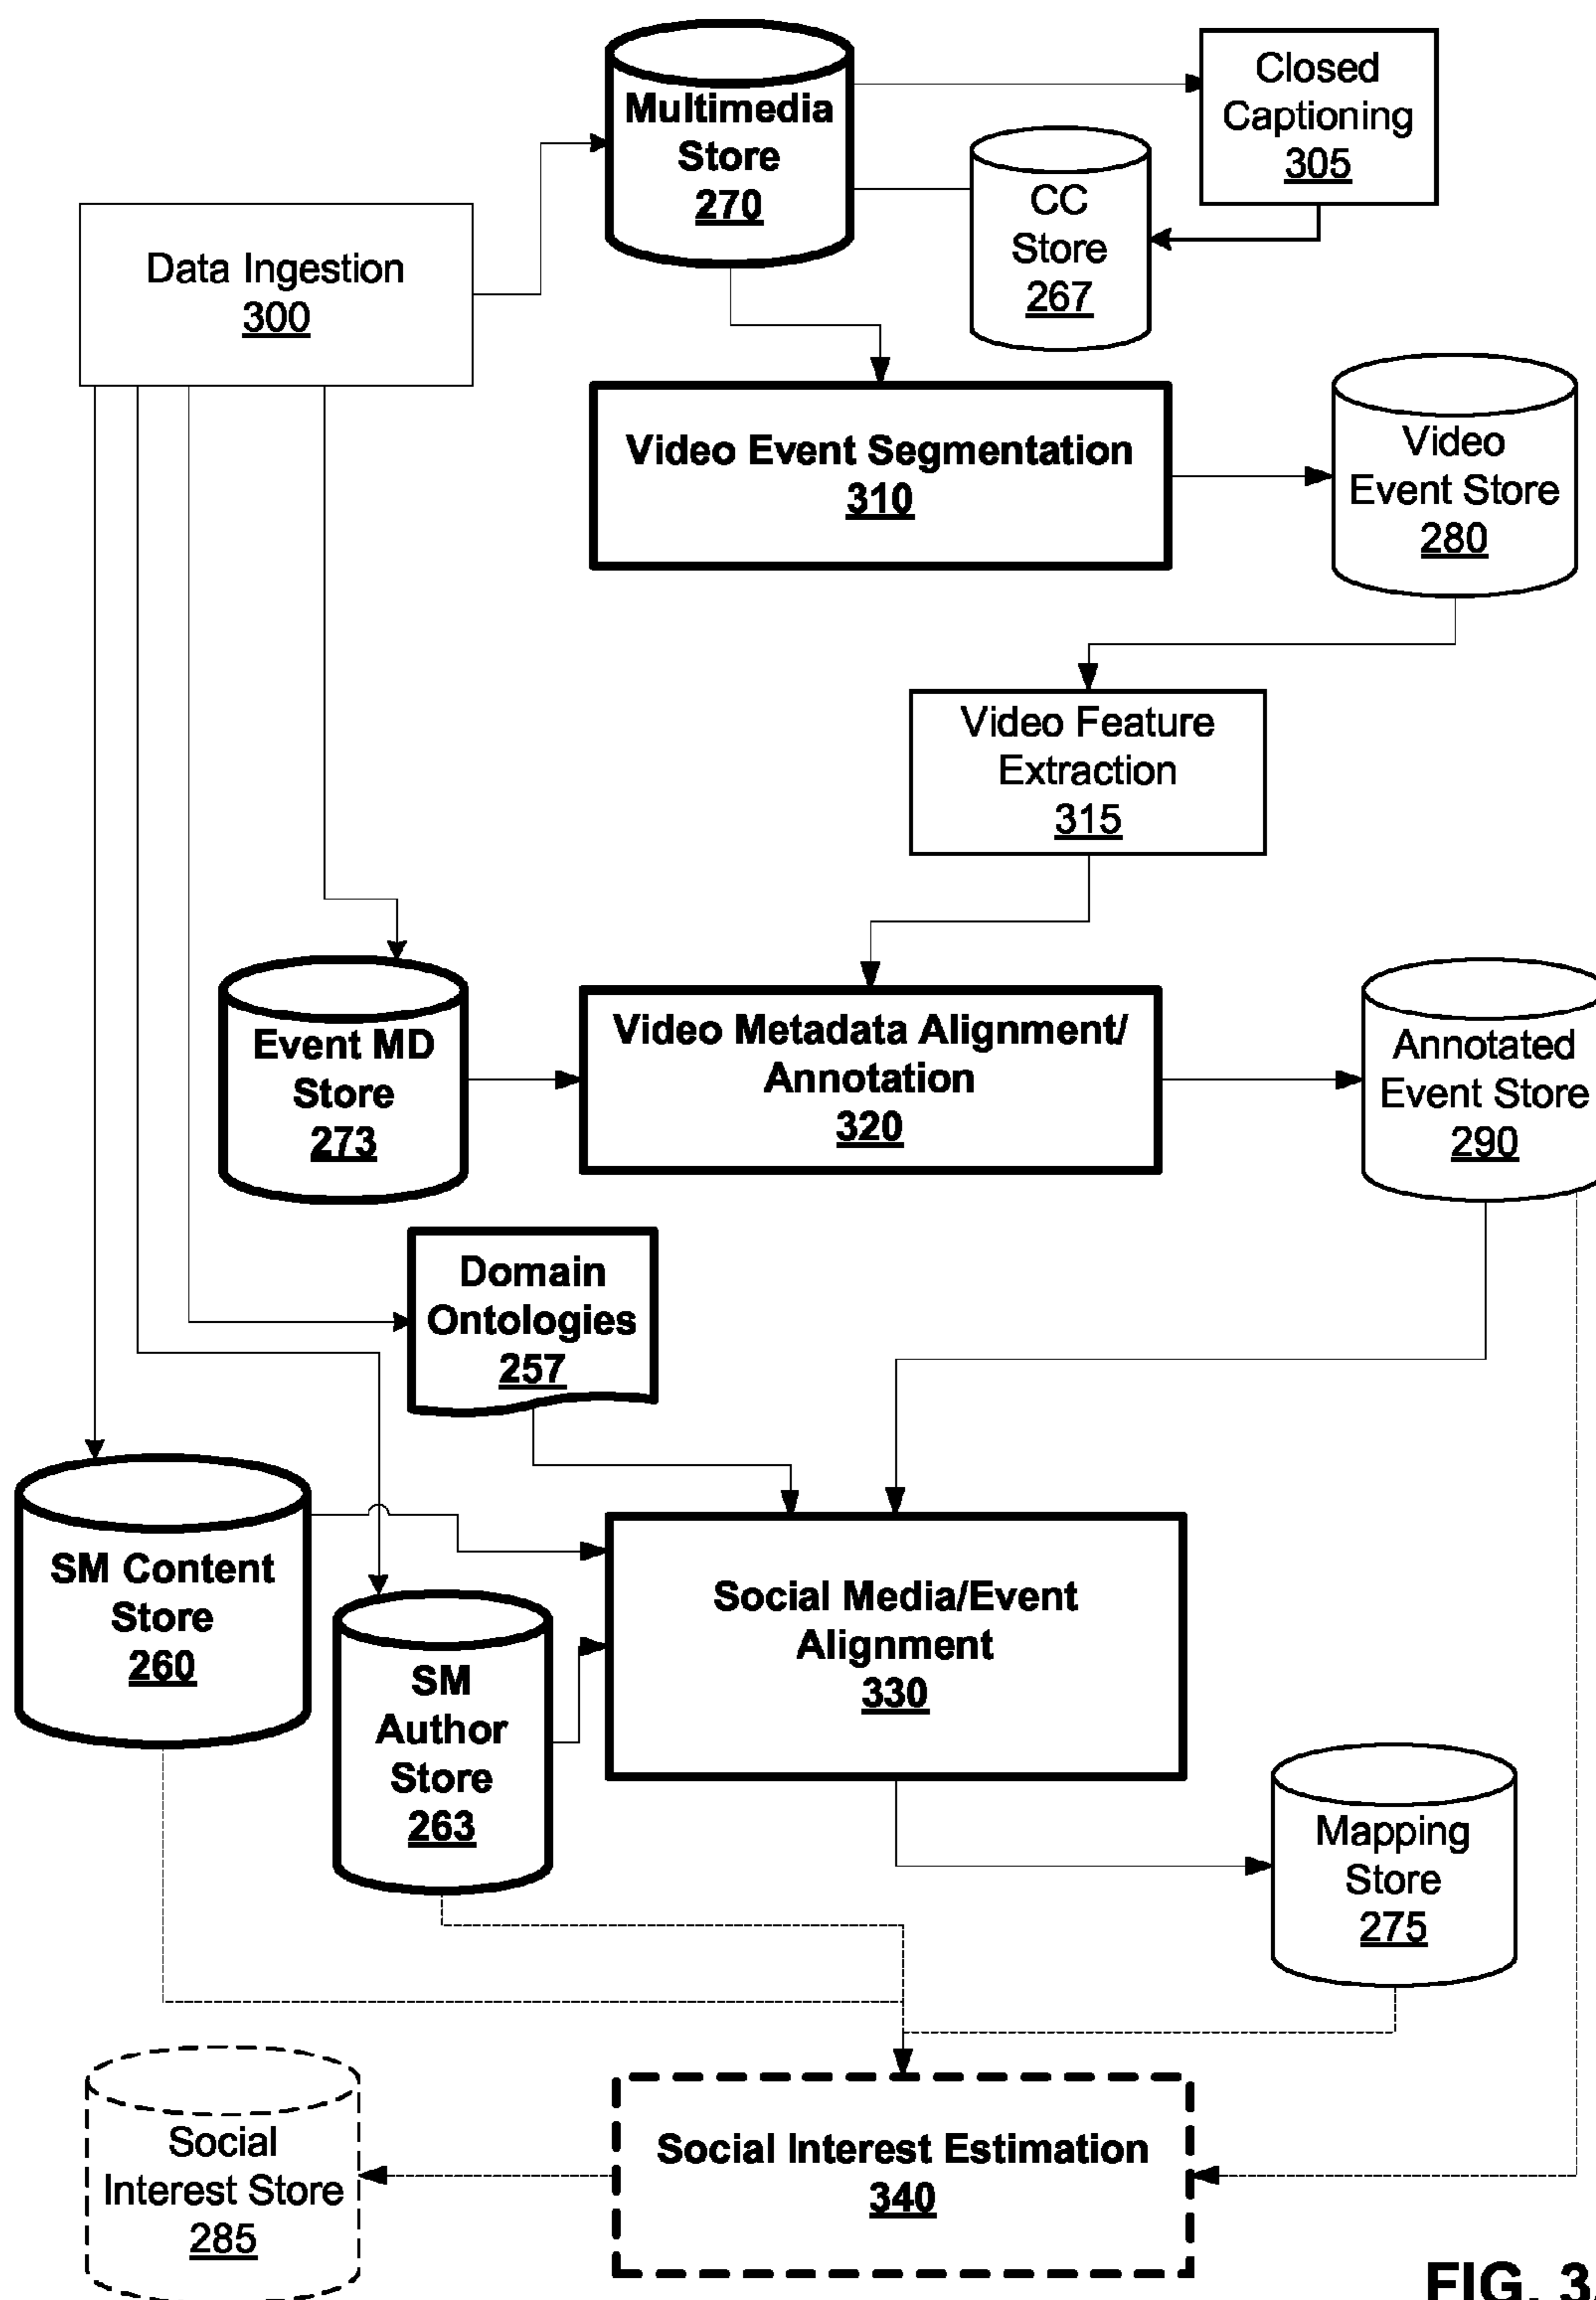 Multimedia
Store
270
Closed
Captioning
305
CC
Store
267
Data Ingestion
300
Video Event Segmentation
310
Video
Event Store
280
Video Feature
Extraction
315
Event MD
Store
273
Video Metadata Alignment/
Annotation
320
Annotated
Event Store
290
Domain
Ontologies
257
SM Content
Store
260
SM
Author
Store
263
Social Media/Event
Alignment
330
Mapping
Store
275
Social
Interest Store
285
Social Interest Estimation
340
FIG. 3